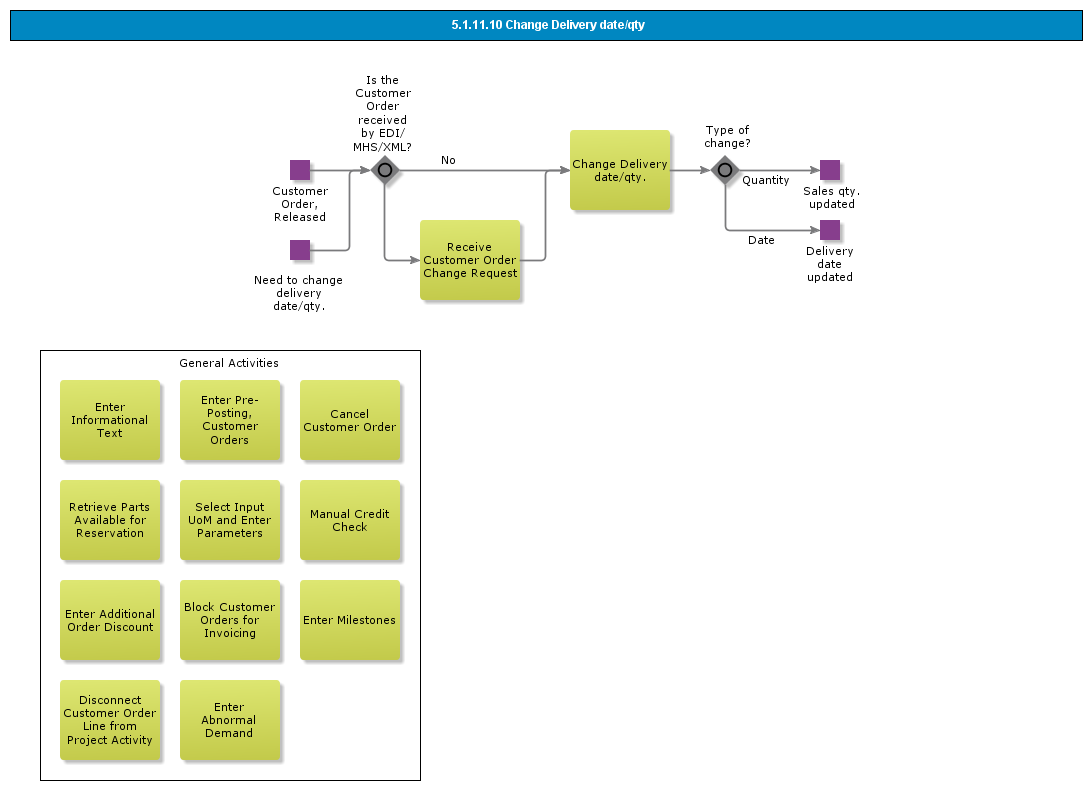 5.1.11.10 Change Delivery date/qty
Is the
Customer
Order
received
by EDI/
MHS/XML?
No
Customer
Order,
Released
Need to change
delivery
date/qty.
Receive
Customer Order
Change Request
Change Delivery
date/qty.
Type of
change?
Quantity
Sales qty.
updated
Date
Delivery
date
updated
General Activities
Enter
Informational
Text
Enter Pre-
Posting,
Customer
Orders
Cancel
Customer Order
Retrieve Parts
Available for
Reservation
Select Input
UoM and Enter
Parameters
Manual Credit
Check
Enter Additional
Order Discount
Block Customer
Orders for
Invoicing
Enter Milestones
Disconnect
Customer Order
Line from
Project Activity
Enter
Abnormal
Demand